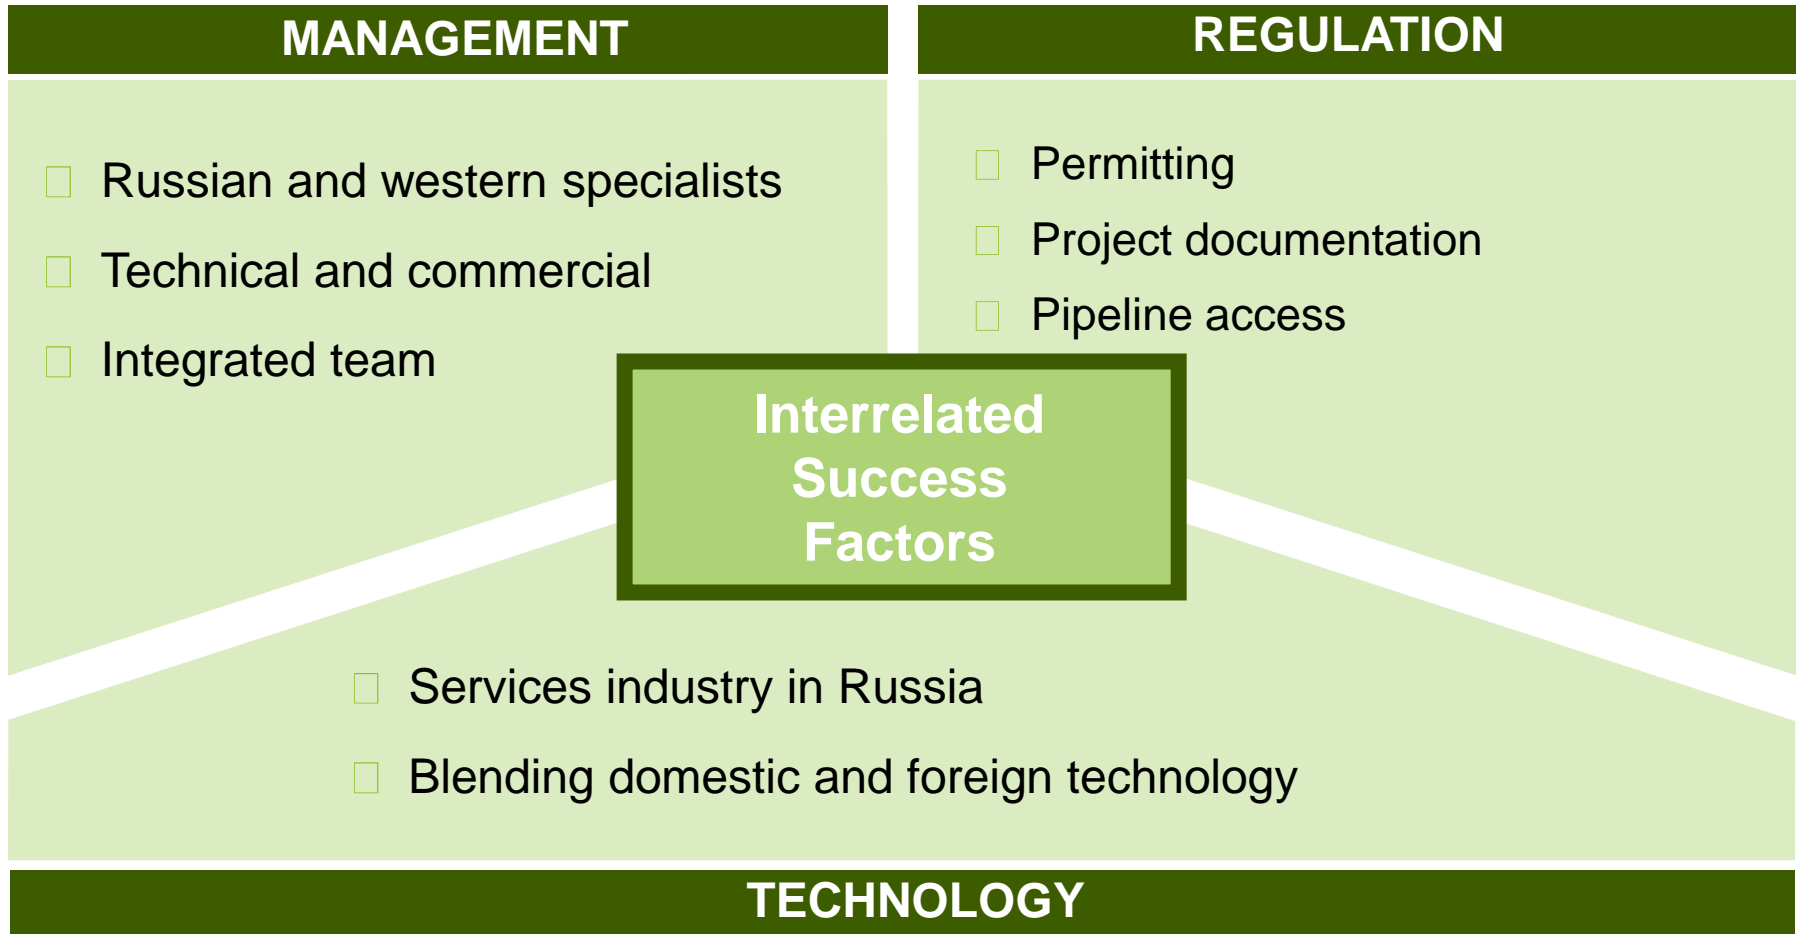 MANAGEMENT
Russian and western specialists
Technical and commercial
Integrated team
REGULATION
Permitting
Project documentation
Pipeline access
Interrelated
Success
Factors
Services industry in Russia
Blending domestic and foreign technology
TECHNOLOGY